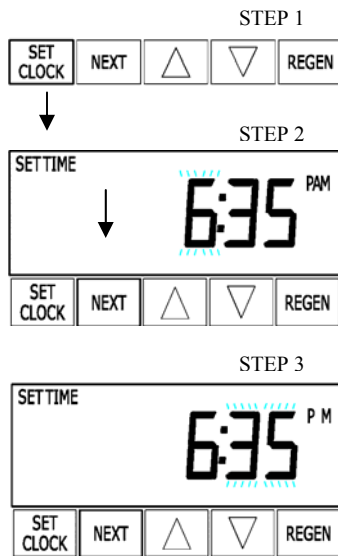 STEP 1
SET CLOCK NEXT REGEN
STEP 2
SET TIME
6:35 PAM
SET CLOCK NEXT REGEN
STEP 3
SET TIME
6:35 P M
SET CLOCK NEXT REGEN